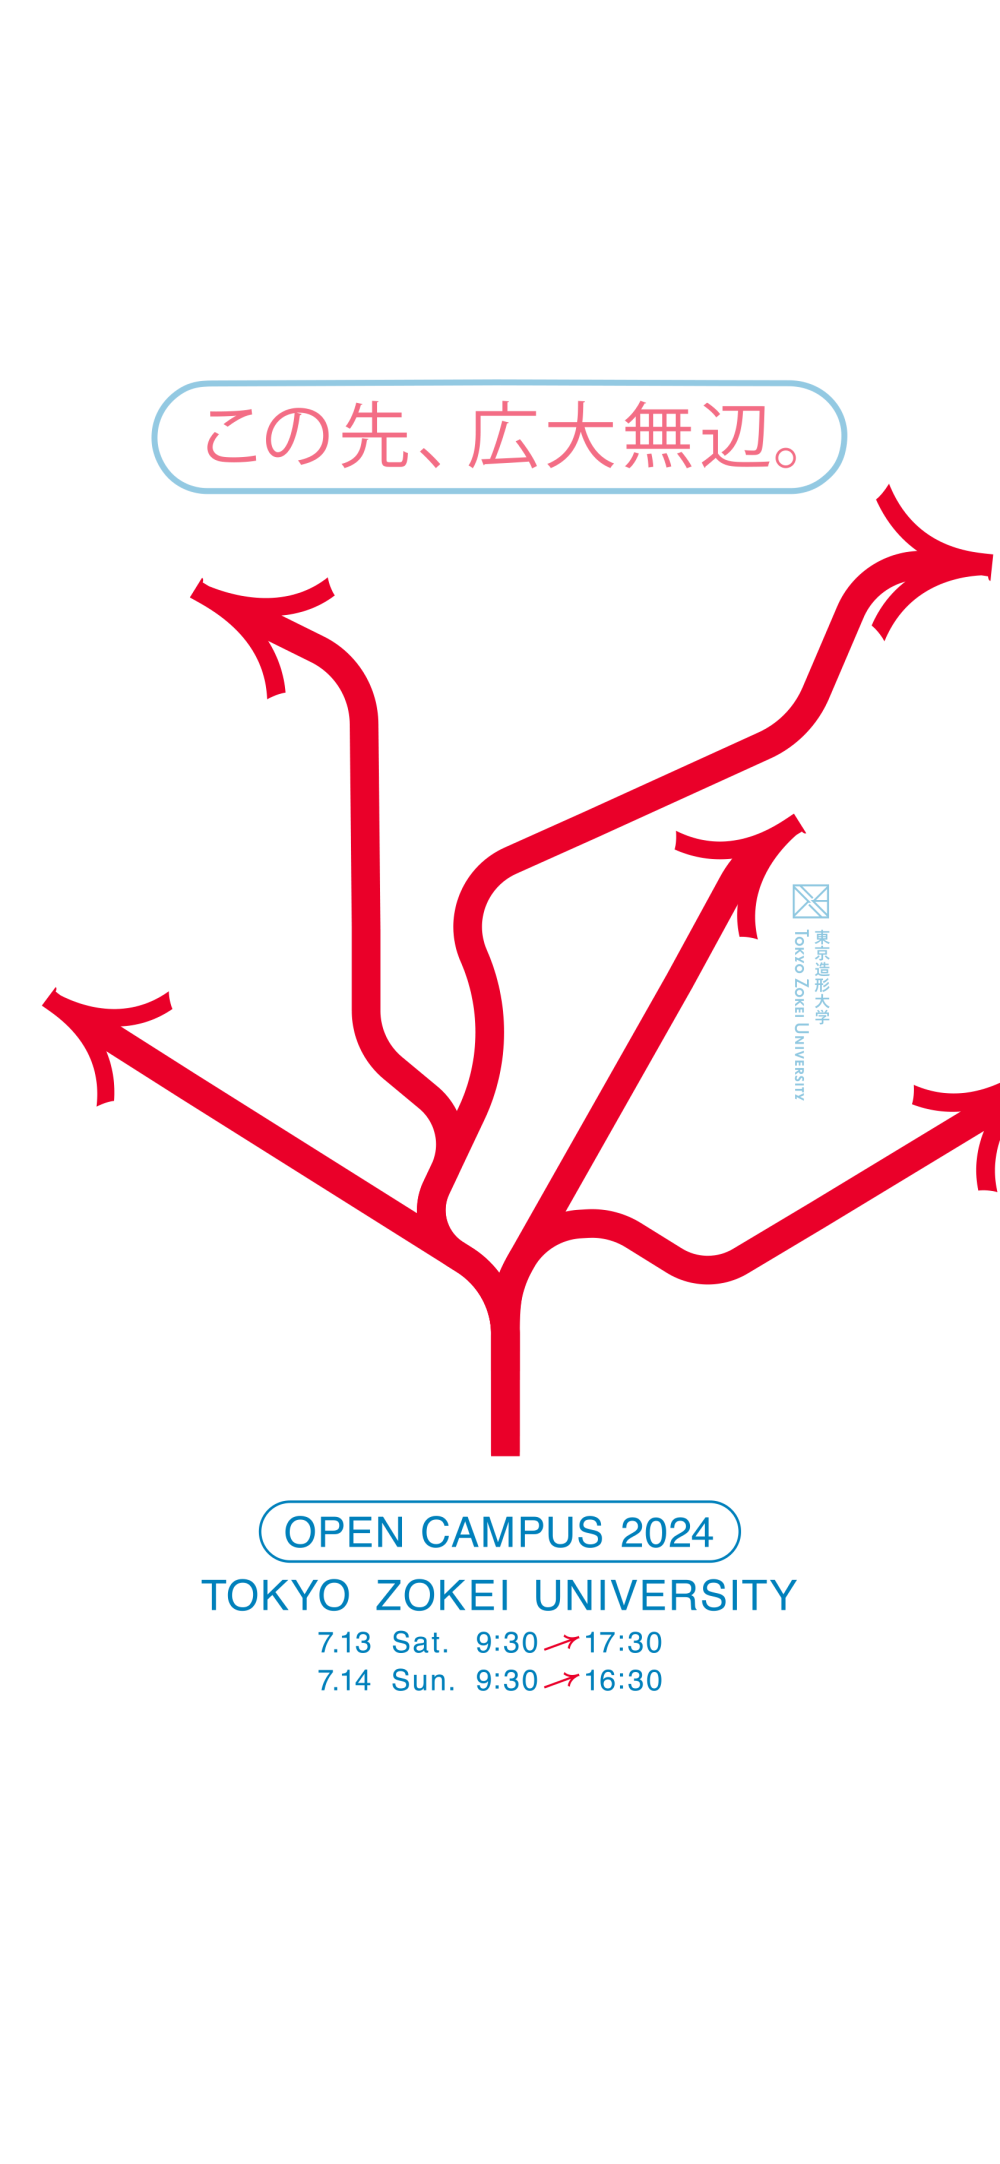 この先、広大無辺。
東京造形大学
TOKYO ZOKEI UNIVERSITY
OPEN CAMPUS 2024
TOKYO ZOKEI UNIVERSITY
7.13 Sat. 9:30→17:30
7.14 Sun. 9:30→16:30